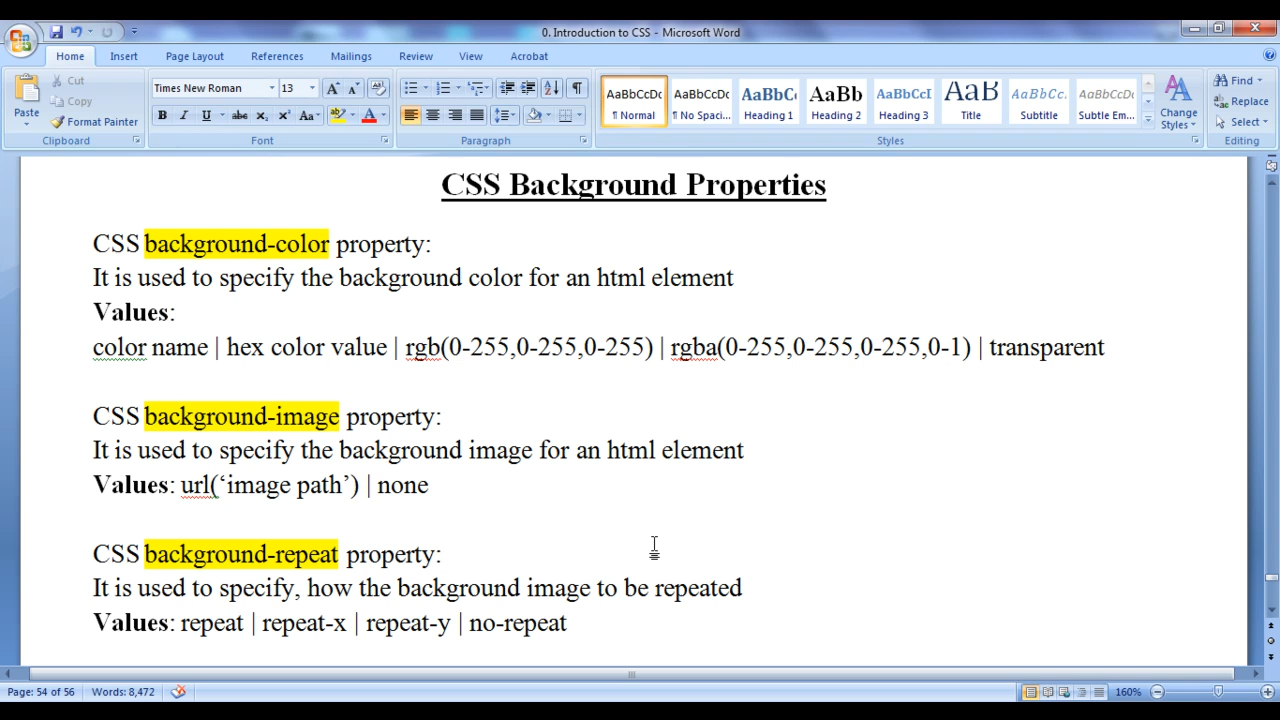 0. Introduction to CSS - Microsoft Word
Home Insert Page Layout References Mailings Review View Acrobat
Paste
Cut
Copy
Format Painter
Clipboard
Times New Roman 13
Font
Paragraph
AaBbCcDc AaBbCcDc AaBbC AaBb AaBbCcI AaB AaBbCc. AaBbCcDc
¶ Normal ¶ No Spaci... Heading 1 Heading 2 Heading 3 Title Subtitle Subtle Em...
Change
Styles
Styles
Find
Replace
Select
Editing
CSS Background Properties
CSS background-color property:
It is used to specify the background color for an html element
Values:
color name | hex color value | rgb(0-255,0-255,0-255) | rgba(0-255,0-255,0-255,0-1) | transparent
CSS background-image property:
It is used to specify the background image for an html element
Values: url(‘image path’) | none
CSS background-repeat property:
It is used to specify, how the background image to be repeated
Values: repeat | repeat-x | repeat-y | no-repeat
Page: 54 of 56 Words: 8,472 160%